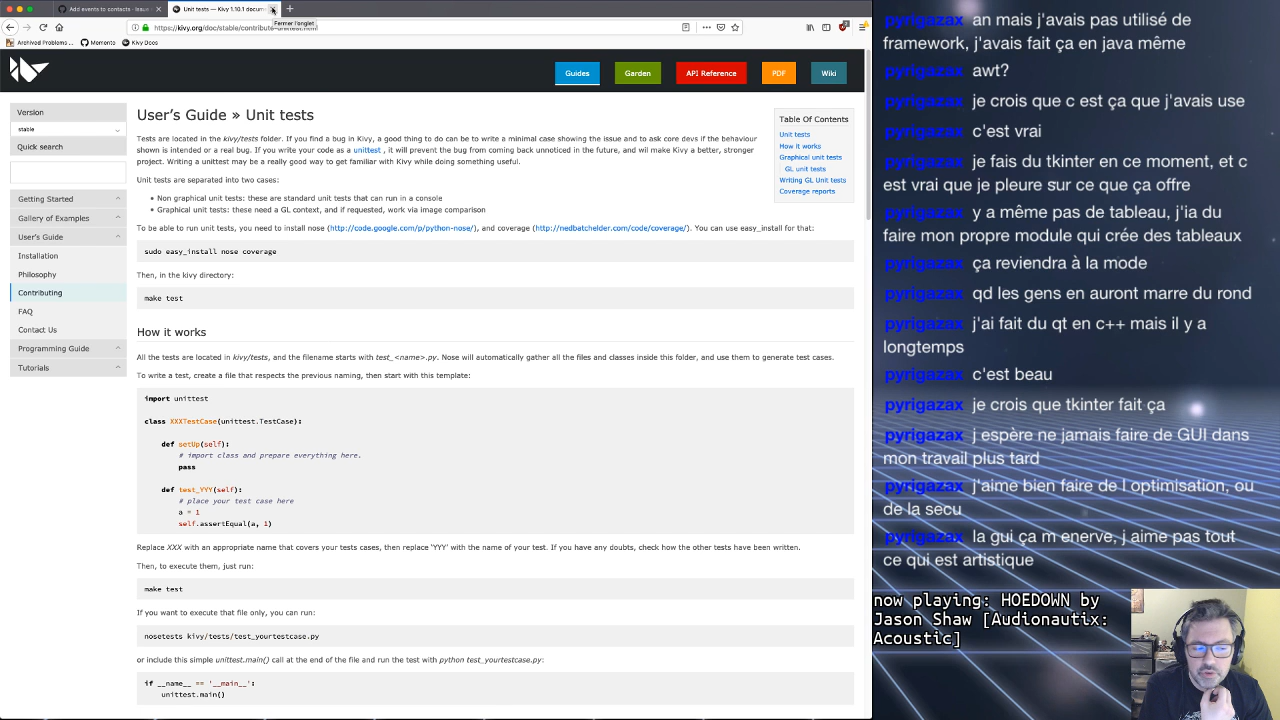 Add events to contacts · Issue
Unit tests — Kivy 1.10.1 docum
Fermer l'onglet
https://kivy.org/doc/stable/contribute-unittest.html
Archived Problems ...
Momento
Kivy Docs
Guides
Garden
API Reference
PDF
Wiki
Version
stable
Quick search
Getting Started
Gallery of Examples
User's Guide
Installation
Philosophy
Contributing
FAQ
Contact Us
Programming Guide
Tutorials
User's Guide » Unit tests
Tests are located in the kivy/tests folder. If you find a bug in Kivy, a good thing to do can be to write a minimal case showing the issue and to ask core devs if the behaviour
shown is intended or a real bug. If you write your code as a unittest , it will prevent the bug from coming back unnoticed in the future, and wil make Kivy a better, stronger
project. Writing a unittest may be a really good way to get familiar with Kivy while doing something useful.
Unit tests are separated into two cases:
• Non graphical unit tests: these are standard unit tests that can run in a console
• Graphical unit tests: these need a GL context, and if requested, work via image comparison
To be able to run unit tests, you need to install nose (http://code.google.com/p/python-nose/), and coverage (http://nedbatchelder.com/code/coverage/). You can use easy_install for that:
sudo easy_install nose coverage
Then, in the kivy directory:
make test
How it works
All the tests are located in kivy/tests, and the filename starts with test_<name>.py. Nose will automatically gather all the files and classes inside this folder, and use them to generate test cases.
To write a test, create a file that respects the previous naming, then start with this template:
import unittest
class XXXTestCase(unittest.TestCase):
def setUp(self):
# import class and prepare everything here.
pass
def test_YYY(self):
# place your test case here
a = 1
self.assertEqual(a, 1)
Replace XXX with an appropriate name that covers your tests cases, then replace 'YYY' with the name of your test. If you have any doubts, check how the other tests have been written.
Then, to execute them, just run:
make test
If you want to execute that file only, you can run:
nosetests kivy/tests/test_yourtestcase.py
or include this simple unittest.main() call at the end of the file and run the test with python test_yourtestcase.py:
if __name__ == '__main__':
unittest.main()
Table Of Contents
Unit tests
How it works
Graphical unit tests
GL unit tests
Writing GL Unit tests
Coverage reports
pyrigazax an mais j'avais pas utilisé de
framework, j'avais fait ça en java même
pyrigazax awt?
pyrigazax je crois que c est ça que j'avais use
pyrigazax c'est vrai
pyrigazax je fais du tkinter en ce moment, et c
est vrai que je pleure sur ce que ça offre
pyrigazax y a même pas de tableau, j'ia du
faire mon propre module qui crée des tableaux
pyrigazax ça reviendre à la mode
pyrigazax qd les gens en auront marre du rond
pyrigazax j'ai fait du qt en c++ mais il y a
longtemps
pyrigazax c'est beau
pyrigazax je crois que tkinter fait ça
pyrigazax j espère ne jamais faire de GUI dans
mon travail plus tard
pyrigazax j'aime bien faire de l optimisation, ou
de la secu
pyrigazax la gui ça m enerve, j aime pas tout
ce qui est artistique
now playing: HOEDOWN by
Jason Shaw [Audionautix:
Acoustic]